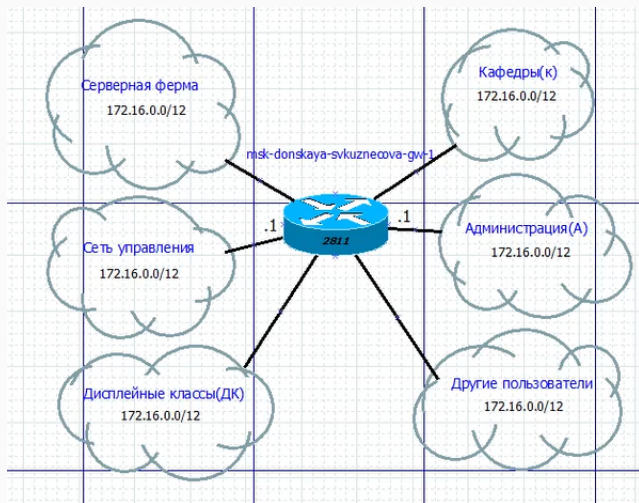 Серверная ферма
172.16.0.0/12
Кафедры(к)
172.16.0.0/12
msk-donskaya-svkuznecova-gw-1
.1
.1
2811
Сеть управления
172.16.0.0/12
Администрация(А)
172.16.0.0/12
Дисплейные классы(ДК)
172.16.0.0/12
Другие пользователи
172.16.0.0/12